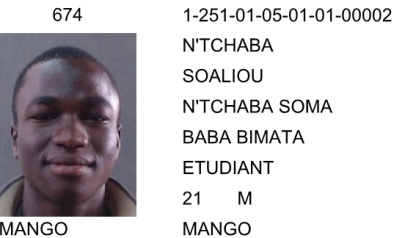 674 1-251-01-05-01-01-00002
N'TCHABA
SOALIOU
N'TCHABA SOMA
BABA BIMATA
ETUDIANT
21 M
MANGO MANGO